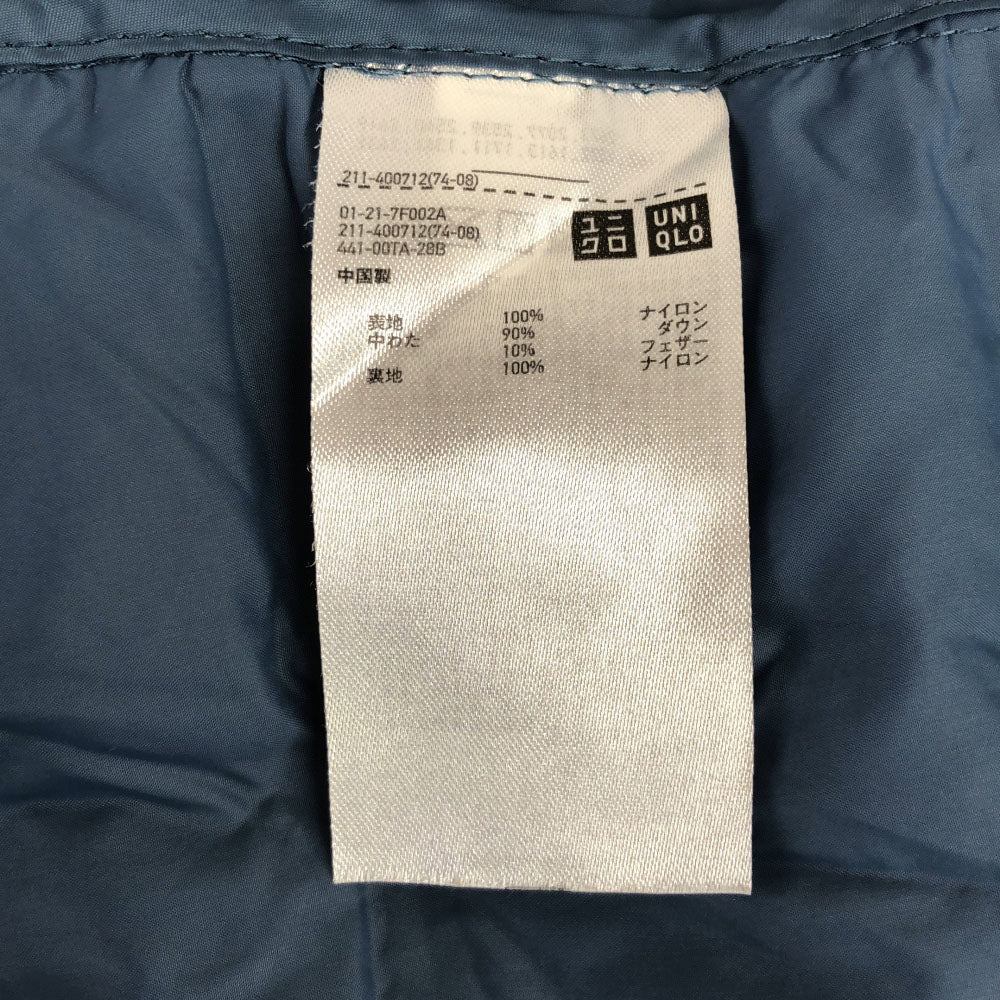 211-400712(74-08)
01-21-7F002A
211-400712(74-08)
441-00TA-28B
中国製
ユニ
クロ
UNI
QLO
表地 100% ナイロン
中わた 90% ダウン
10% フェザー
裏地 100% ナイロン